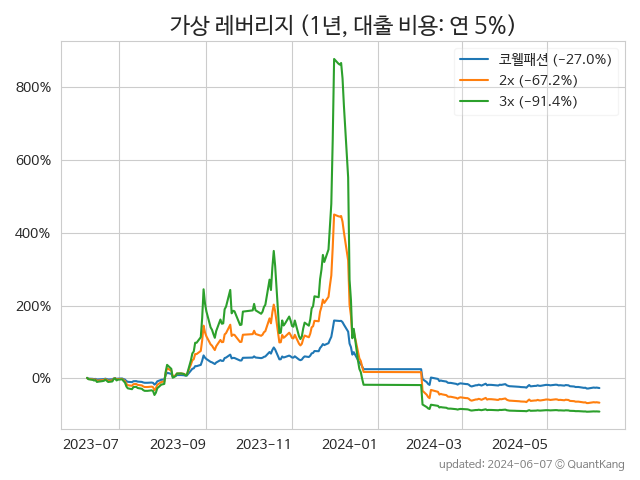 가상 레버리지 (1년, 대출 비용: 연 5%)
코웰패션 (−27.0%)
2x (−67.2%)
3x (−91.4%)
800%
600%
400%
200%
0%
2023-07
2023-09
2023-11
2024-01
2024-03
2024-05
updated: 2024-06-07 © QuantKang